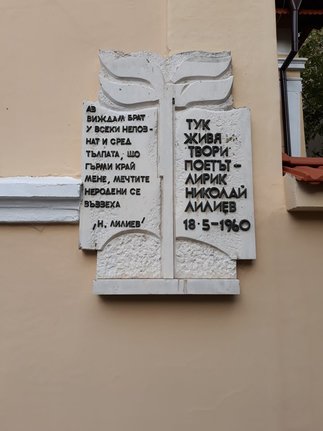 АЗ
ВИЖДАМ БРАТ
У ВСЕКИ НЕПОЗ-
НАТ И СРЕД
ТЪЛПАТА, ЩО
ГЪРМИ КРАЙ
МЕНЕ, МЕЧТИТЕ
НЕРОДЕНИ СЕ
ВЪЗЗЕХА
„Н. ЛИЛИЕВ'
ТУК
ЖИВЯ И
ТВОРИ
ПОЕТЪТ-
ЛИРИК
НИКОЛАЙ
ЛИЛИЕВ
18·5-1960